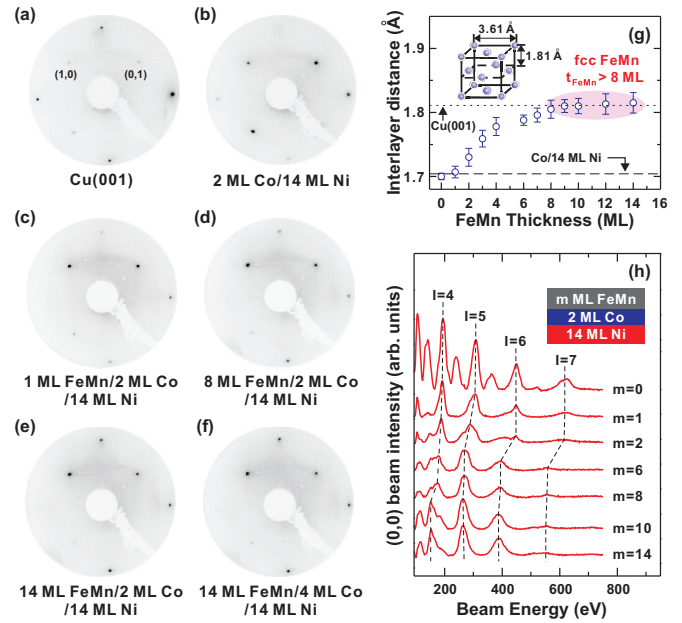 (a)
(1,0)
(0,1)
Cu(001)
(b)
2 ML Co/14 ML Ni
(c)
1 ML FeMn/2 ML Co
/14 ML Ni
(d)
8 ML FeMn/2 ML Co
/14 ML Ni
(e)
14 ML FeMn/2 ML Co
/14 ML Ni
(f)
14 ML FeMn/4 ML Co
/14 ML Ni
(g)
Interlayer distance (Å)
1.9
1.8
1.7
3.61 Å
1.81 Å
fcc FeMn
tFeMn> 8 ML
Cu(001)
Co/14 ML Ni
0 2 4 6 8 10 12 14 16
FeMn Thickness (ML)
(h)
(0,0) beam intensity (arb. units)
l=4
l=5
l=6
l=7
m ML FeMn
2 ML Co
14 ML Ni
m=0
m=1
m=2
m=6
m=8
m=10
m=14
200 400 600 800
Beam Energy (eV)